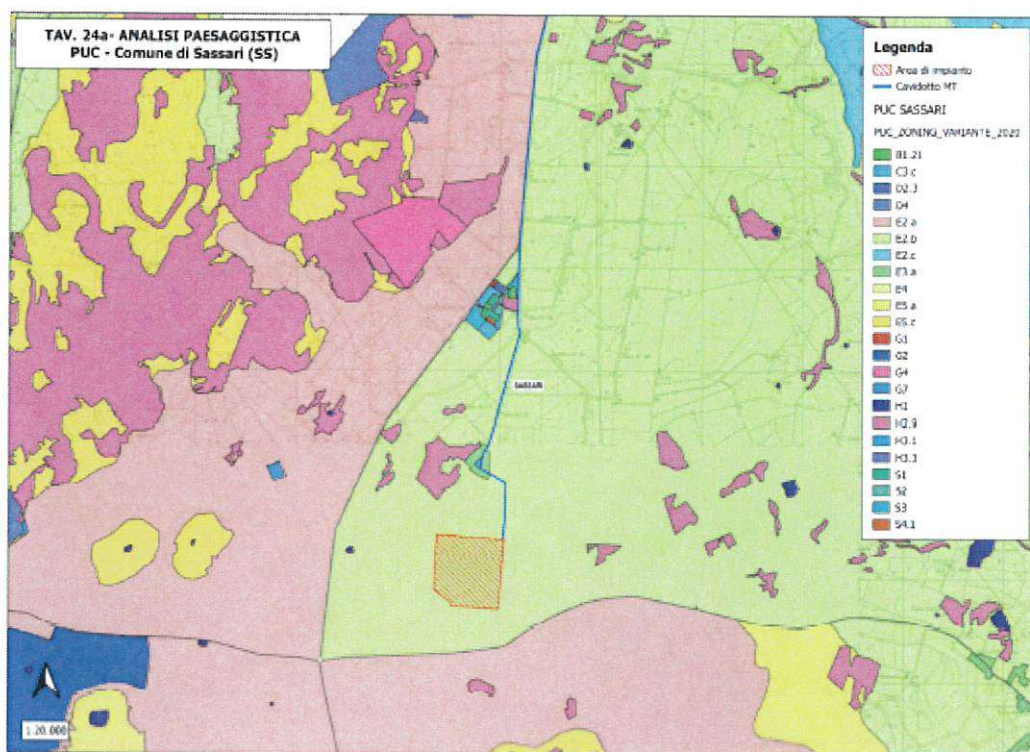 TAV. 24a- ANALISI PAESAGGISTICA
PUC - Comune di Sassari (SS)
Legenda
Area di impianto
Cavidotto MT
PUC SASSARI
PUC_ZONING_VARIANTE_2020
B1.21
C3.c
D2.3
D4
E2.a
E2.b
E2.c
E3.a
E4
E5.a
E5.c
G1
G2
G4
G7
H1
H2.9
H3.1
H3.3
S1
S2
S3
S4.1
SASSARI
1:20.000